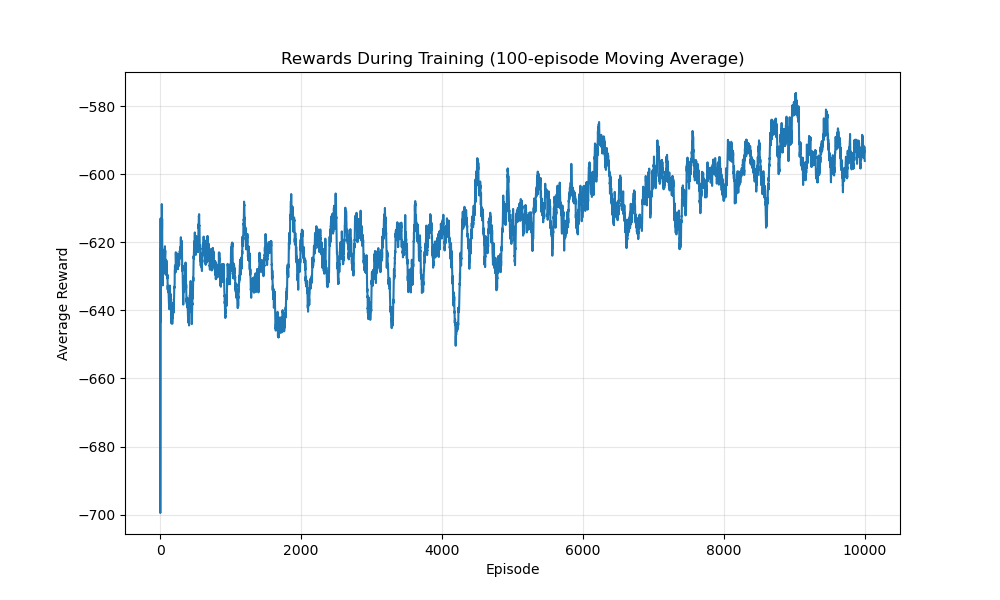 Rewards During Training (100-episode Moving Average)
Average Reward
−580
−600
−620
−640
−660
−680
−700
0 2000 4000 6000 8000 10000
Episode